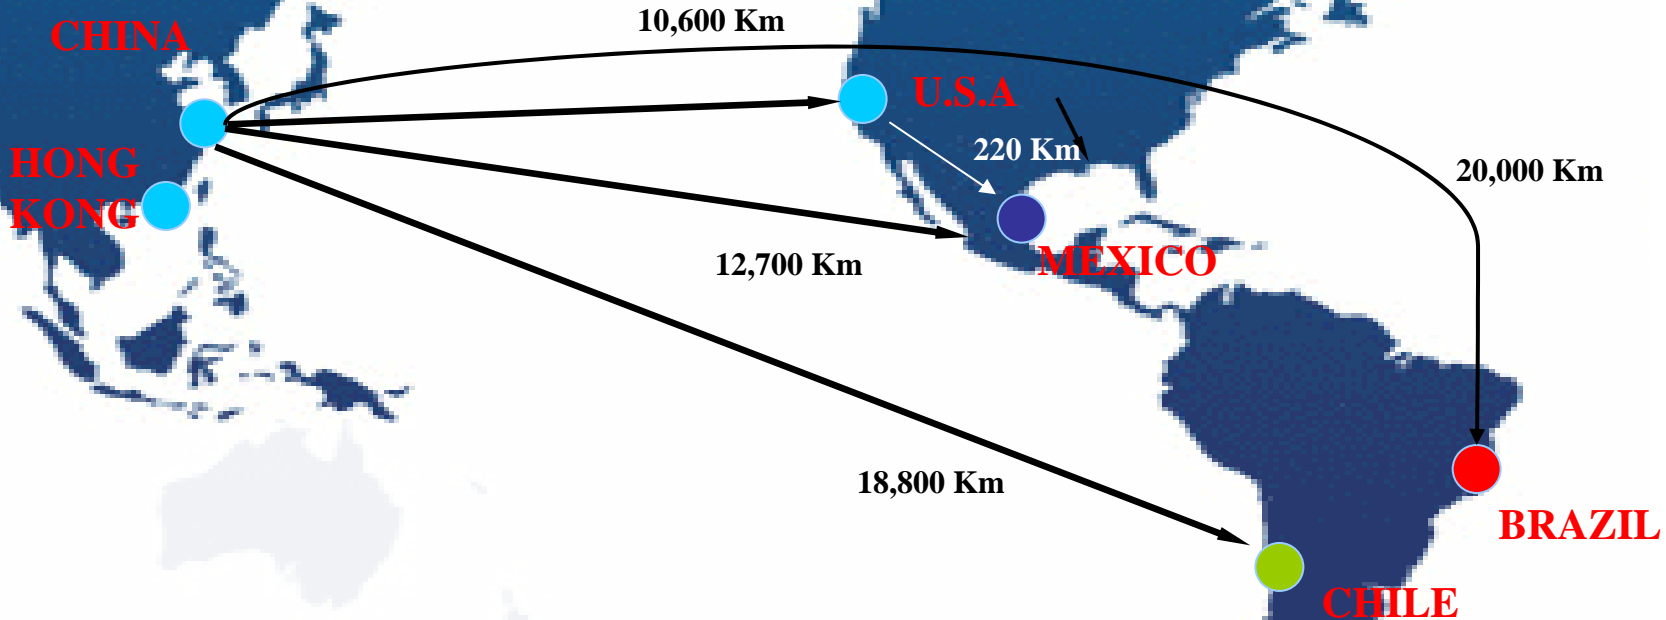 10,600 Km
CHINA
U.S.A
220 Km
HONG
KONG
20,000 Km
MEXICO
12,700 Km
18,800 Km
BRAZIL
CHILE